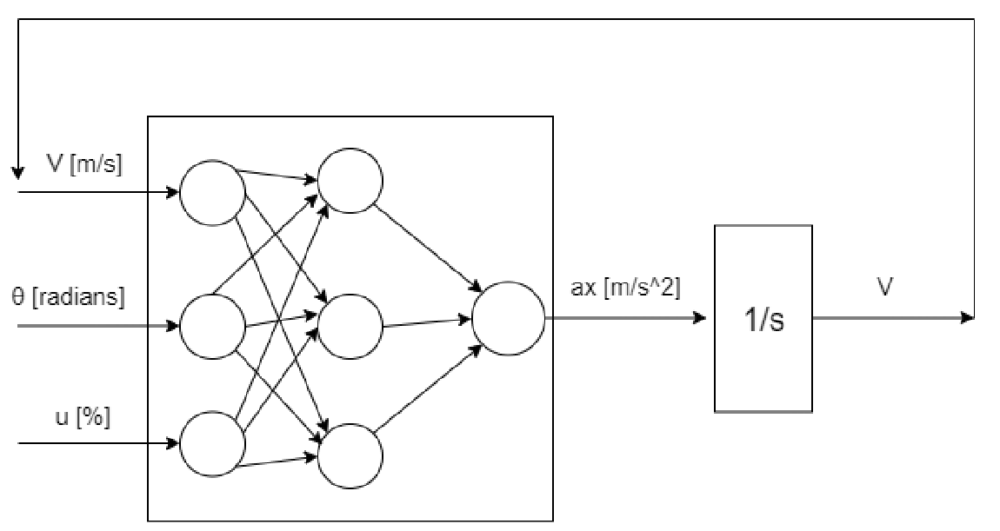 V [m/s]
θ [radians]
u [%]
ax [m/s^2]
1/s
V